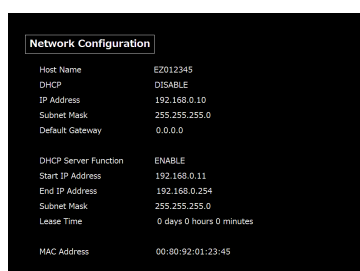 Network Configuration
Host Name EZ012345
DHCP DISABLE
IP Address 192.168.0.10
Subnet Mask 255.255.255.0
Default Gateway 0.0.0.0
DHCP Server Function ENABLE
Start IP Address 192.168.0.11
End IP Address 192.168.0.254
Subnet Mask 255.255.255.0
Lease Time 0 days 0 hours 0 minutes
MAC Address 00:80:92:01:23:45